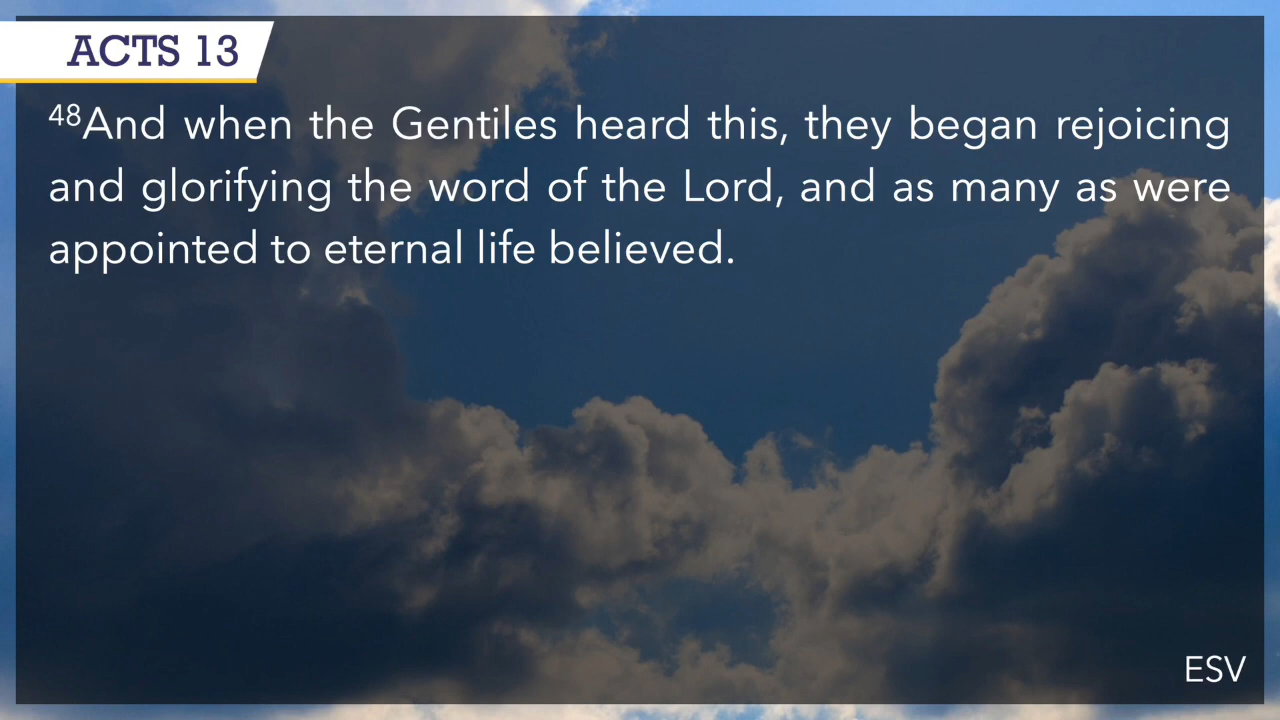 ACTS 13
⁴⁸And when the Gentiles heard this, they began rejoicing
and glorifying the word of the Lord, and as many as were
appointed to eternal life believed.
ESV